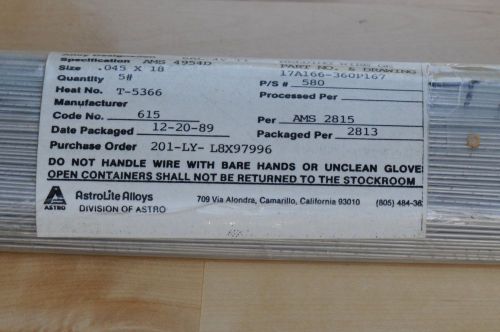 Specification AMS 4954D
PART NO. & DRAWING
Size .045 X 18
17A166-360P167
Quantity 5#
P/S # 580
Heat No. T-5366
Processed Per
Manufacturer
Code No. 615
Per AMS 2815
Date Packaged 12-20-89
Packaged Per 2813
Purchase Order 201-LY- L8X97996
DO NOT HANDLE WIRE WITH BARE HANDS OR UNCLEAN GLOVE
OPEN CONTAINERS SHALL NOT BE RETURNED TO THE STOCKROOM
ASTRO
AstroLite Alloys
DIVISION OF ASTRO
709 Via Alondra, Camarillo, California 93010 (805) 484-36